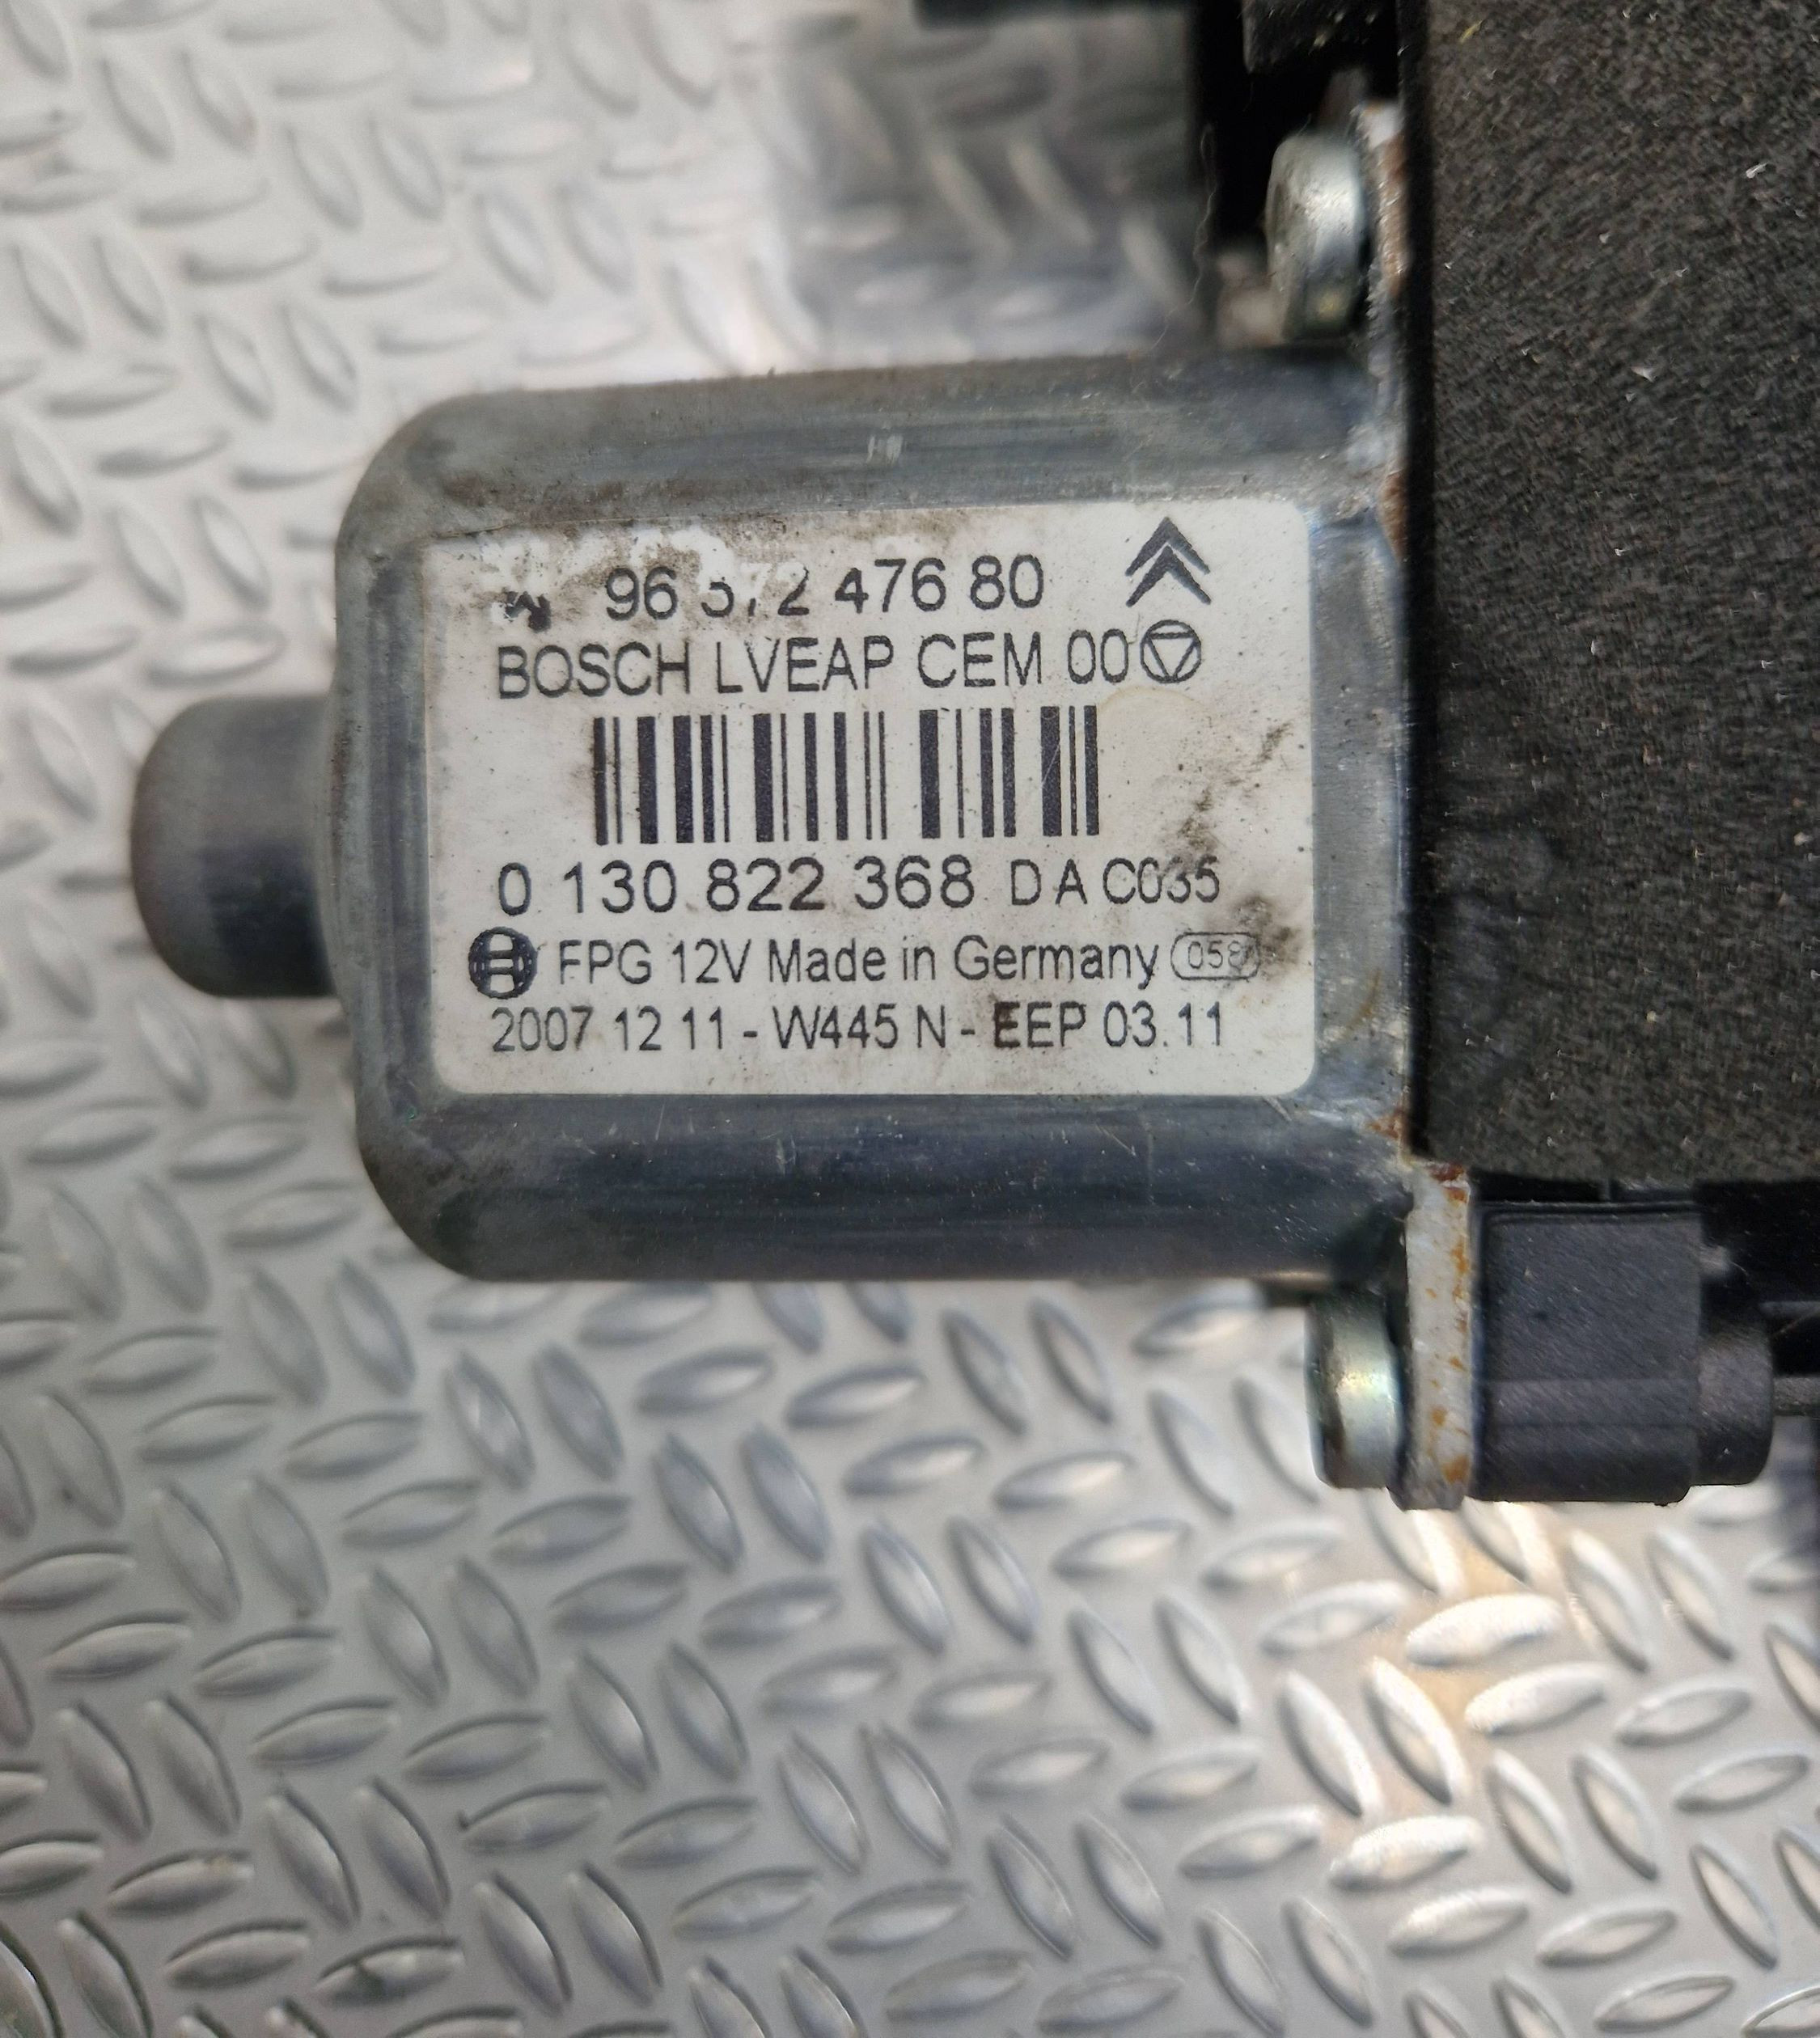 96 572 476 80
BOSCH LVEAP CEM 00
0 130 822 368 D A C035
FPG 12V Made in Germany 058
2007 12 11 - W445 N - EEP 03.11